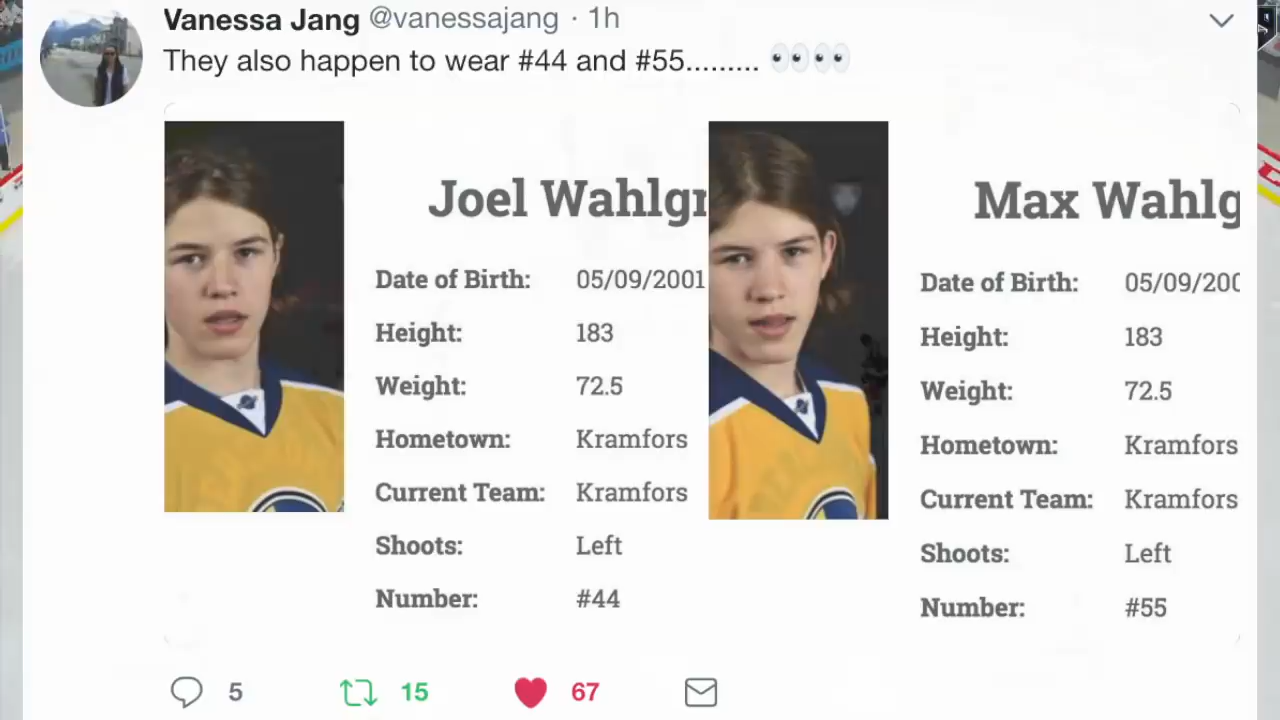 Vanessa Jang @vanessajang · 1h
They also happen to wear #44 and #55......... 👀👀
Joel Wahlgr
Date of Birth: 05/09/2001
Height: 183
Weight: 72.5
Hometown: Kramfors
Current Team: Kramfors
Shoots: Left
Number: #44
Max Wahlg
Date of Birth: 05/09/200
Height: 183
Weight: 72.5
Hometown: Kramfors
Current Team: Kramfors
Shoots: Left
Number: #55
5 15 67